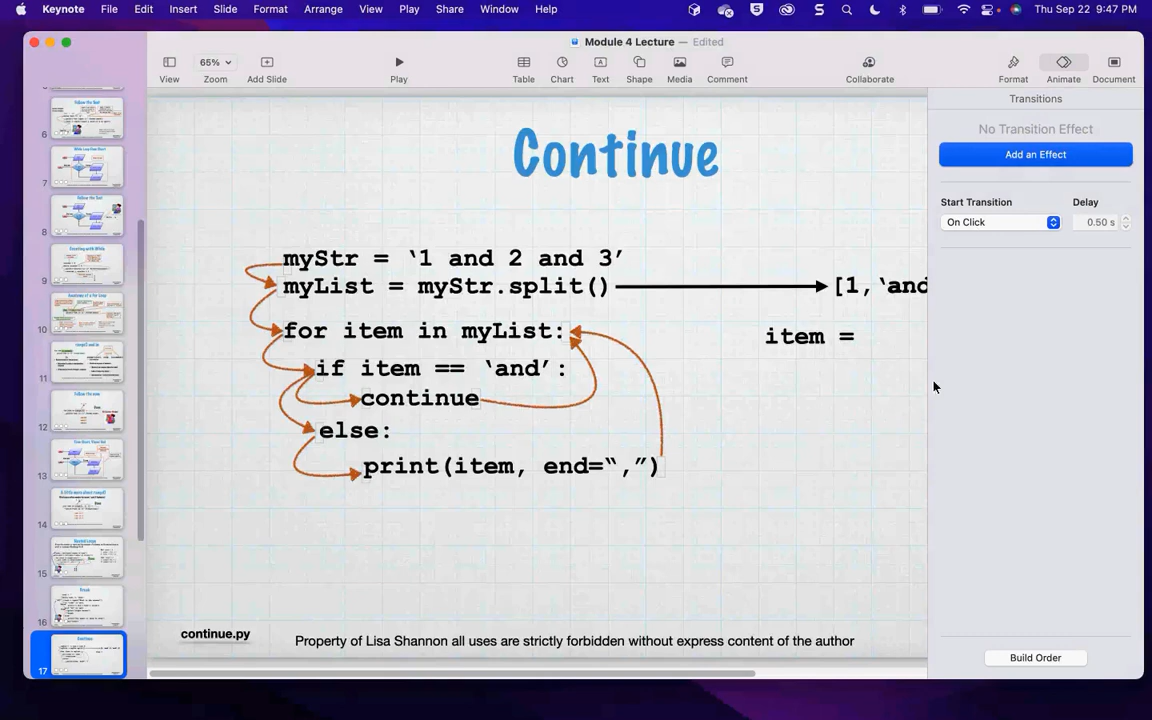 Keynote File Edit Insert Slide Format Arrange View Play Share Window Help Thu Sep 22 9:47 PM
Module 4 Lecture — Edited
65%
View Zoom Add Slide Play Table Chart Text Shape Media Comment Collaborate Format Animate Document
Transitions
No Transition Effect
Add an Effect
Start Transition Delay
On Click 0.50 s
Build Order
6
7
8
9
10
11
12
13
14
15
16
17
Continue
myStr = ‘1 and 2 and 3’
myList = myStr.split() [1,‘and
for item in myList:
item =
if item == ‘and’:
continue
else:
print(item, end=“,”)
continue.py
Property of Lisa Shannon all uses are strictly forbidden without express content of the author